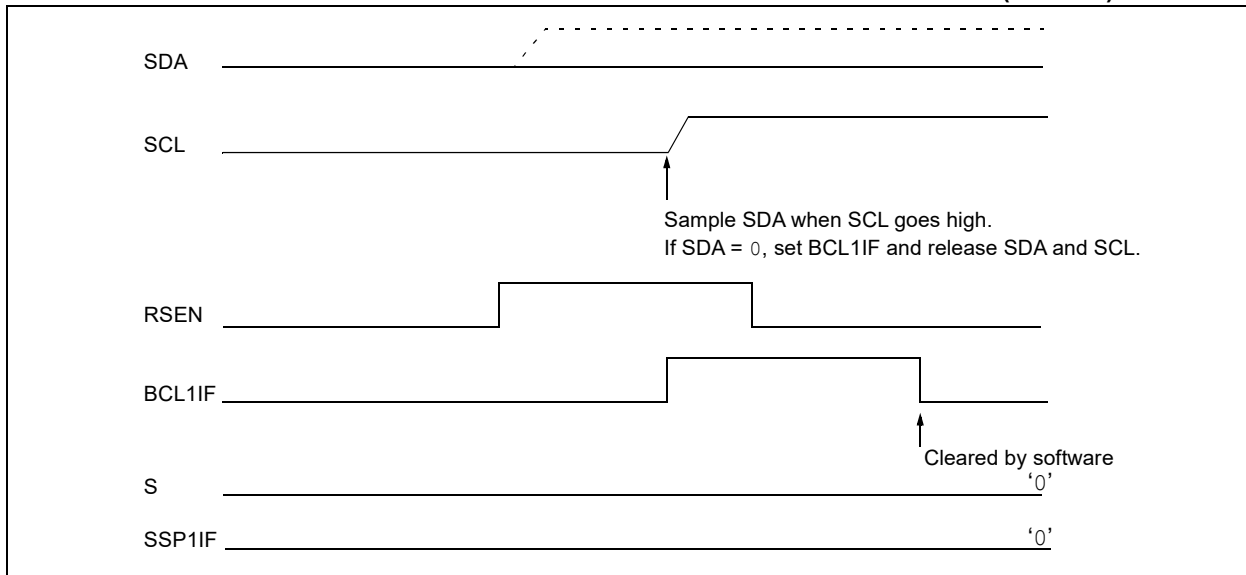 SDA
SCL
Sample SDA when SCL goes high.
If SDA = 0, set BCL1IF and release SDA and SCL.
RSEN
BCL1IF
Cleared by software
S
‘0’
SSP1IF
‘0’